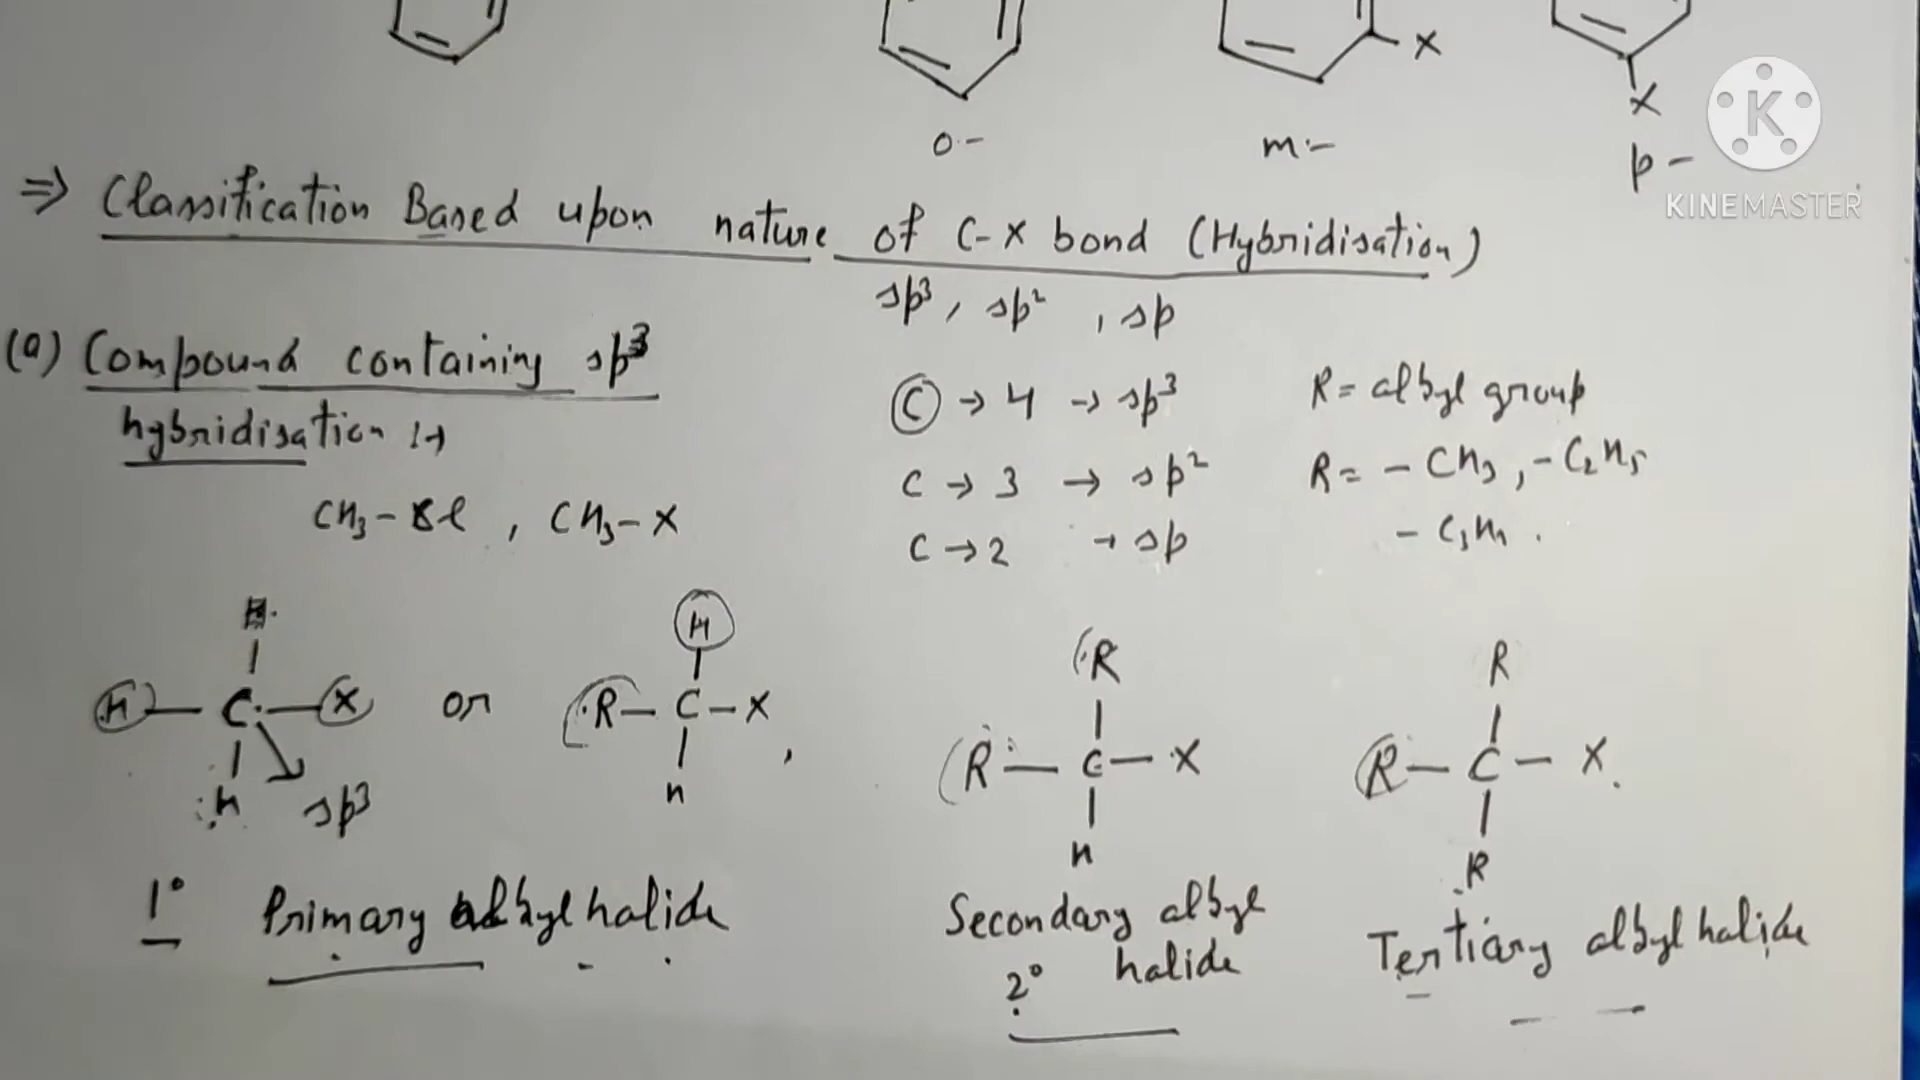 X
X
o-
m-
p-
K
KINEMASTER
⇒ Classification Based upon nature of C-X bond (Hybridisation)
sp³, sp², sp
(a) Compound containing sp³
hybridisation :→
CH₃-Cl, CH₃-X
C → 4 → sp³
C → 3 → sp²
C → 2 → sp
R = alkyl group
R = -CH₃, -C₂H₅
H
H - C - X or R - C - X,
H
H
H
sp³
R
R - C - X
H
R
R - C - X.
R
1° Primary alkyl halide
Secondary alkyl
halide
2°
Tertiary alkyl halide